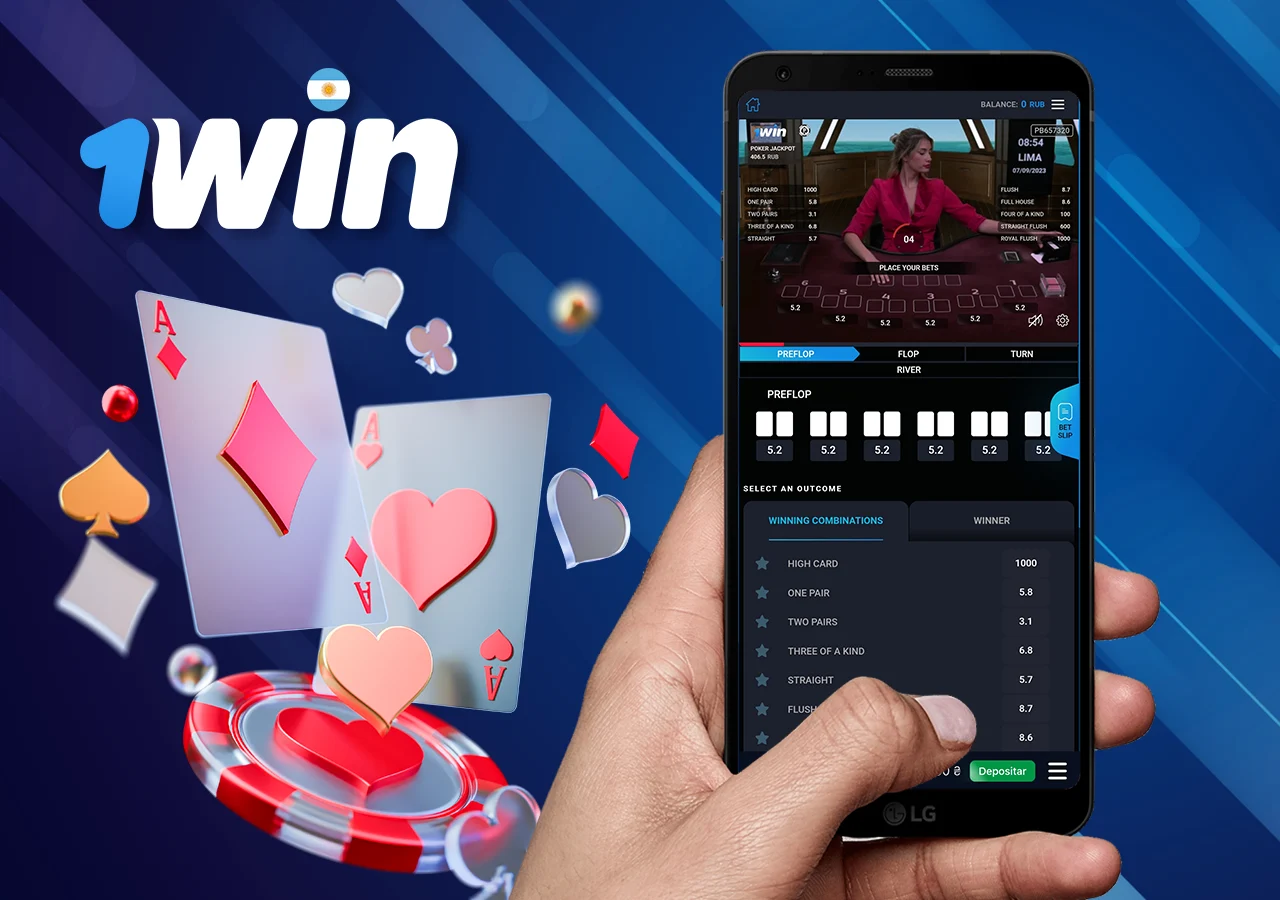 1win
A
A
A
A
BALANCE: 0 RUB
1win
PB657320
POKER JACKPOT
406.5 RUB
08:54
LIMA
07/09/2023
HIGH CARD 1000
ONE PAIR 5.8
TWO PAIRS 3.1
THREE OF A KIND 6.8
STRAIGHT 5.7
FLUSH 8.7
FULL HOUSE 8.6
FOUR OF A KIND 100
STRAIGHT FLUSH 600
ROYAL FLUSH 1000
04
PLACE YOUR BETS
6 5 4 3 2 1
5.2 5.2 5.2 5.2 5.2 5.2
PREFLOP FLOP TURN
RIVER
PREFLOP
BET
SLIP
5.2 5.2 5.2 5.2 5.2 5.2
SELECT AN OUTCOME
WINNING COMBINATIONS WINNER
HIGH CARD 1000
ONE PAIR 5.8
TWO PAIRS 3.1
THREE OF A KIND 6.8
STRAIGHT 5.7
FLUSH 8.7
8.6
₴ Depositar
LG